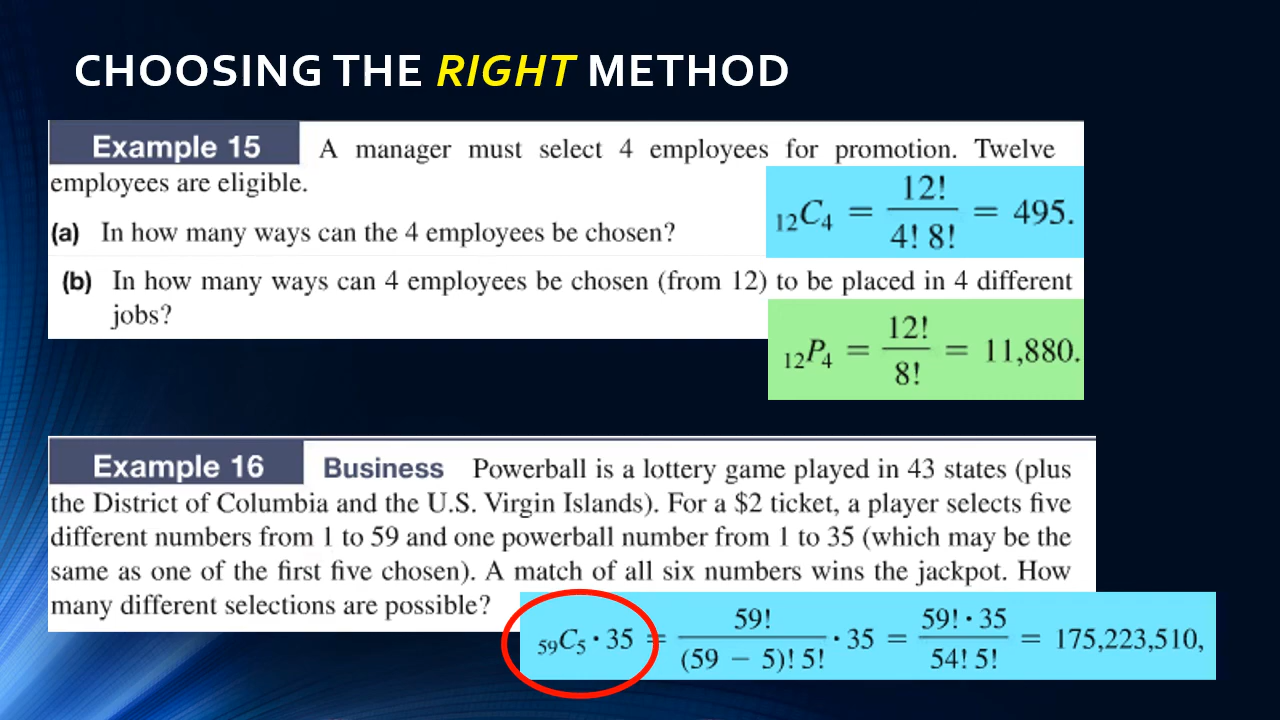 CHOOSING THE RIGHT METHOD
Example 15 A manager must select 4 employees for promotion. Twelve
employees are eligible.
(a) In how many ways can the 4 employees be chosen?
₁₂C₄ = 12!/(4! 8!) = 495.
(b) In how many ways can 4 employees be chosen (from 12) to be placed in 4 different
jobs?
₁₂P₄ = 12!/8! = 11,880.
Example 16 Business Powerball is a lottery game played in 43 states (plus
the District of Columbia and the U.S. Virgin Islands). For a $2 ticket, a player selects five
different numbers from 1 to 59 and one powerball number from 1 to 35 (which may be the
same as one of the first five chosen). A match of all six numbers wins the jackpot. How
many different selections are possible?
₅₉C₅ · 35 = 59!/((59 − 5)! 5!) · 35 = (59! · 35)/(54! 5!) = 175,223,510,